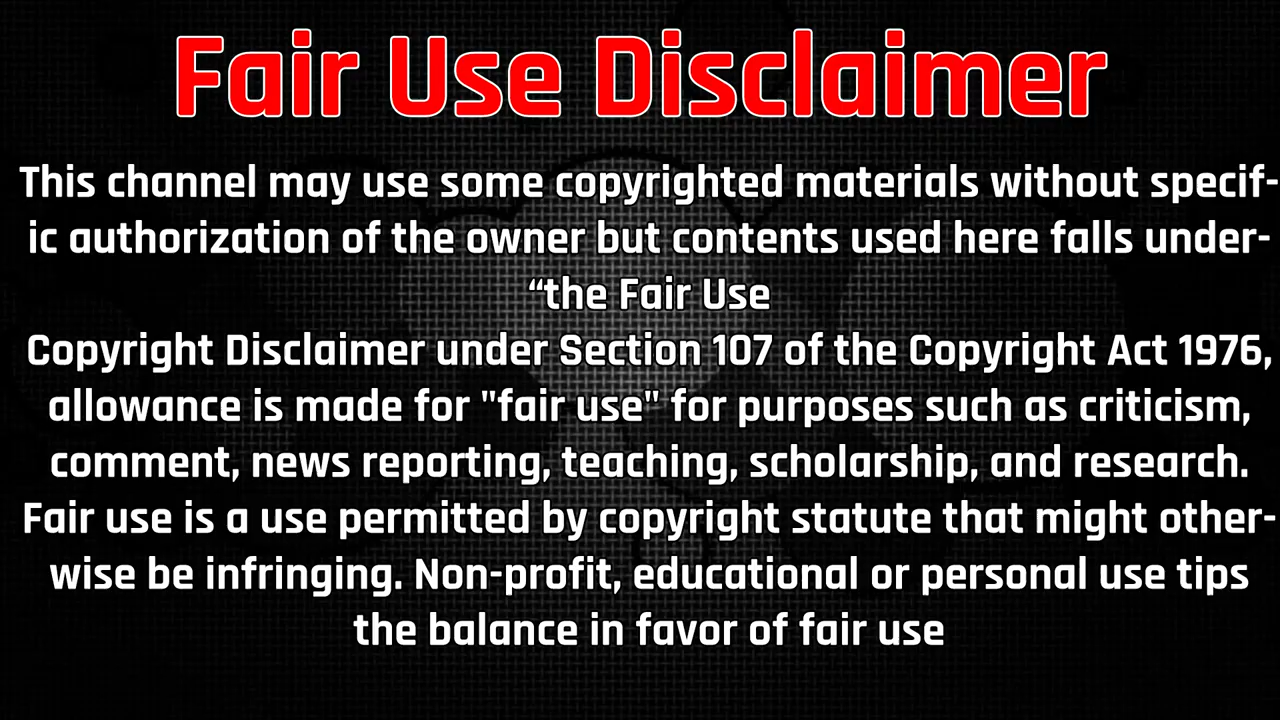 Fair Use Disclaimer
This channel may use some copyrighted materials without specif-
ic authorization of the owner but contents used here falls under-
“the Fair Use
Copyright Disclaimer under Section 107 of the Copyright Act 1976,
allowance is made for "fair use" for purposes such as criticism,
comment, news reporting, teaching, scholarship, and research.
Fair use is a use permitted by copyright statute that might other-
wise be infringing. Non-profit, educational or personal use tips
the balance in favor of fair use